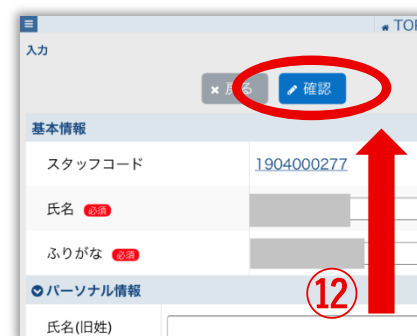 TOP
入力
× 戻る 確認
基本情報
スタッフコード 1904000277
氏名 必須
ふりがな 必須
パーソナル情報
⑫
氏名(旧姓)